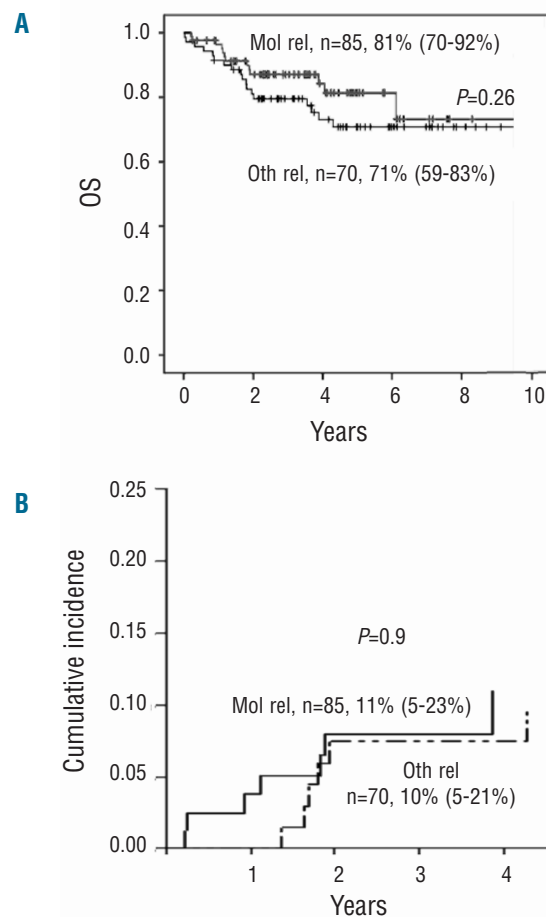 A
1.0
0.8
0.6
0.4
0.2
0.0
OS
Mol rel, n=85, 81% (70-92%)
P=0.26
Oth rel, n=70, 71% (59-83%)
0 2 4 6 8 10
Years
B
0.25
0.20
0.15
0.10
0.05
0.00
Cumulative incidence
P=0.9
Mol rel, n=85, 11% (5-23%)
Oth rel
n=70, 10% (5-21%)
1 2 3 4
Years